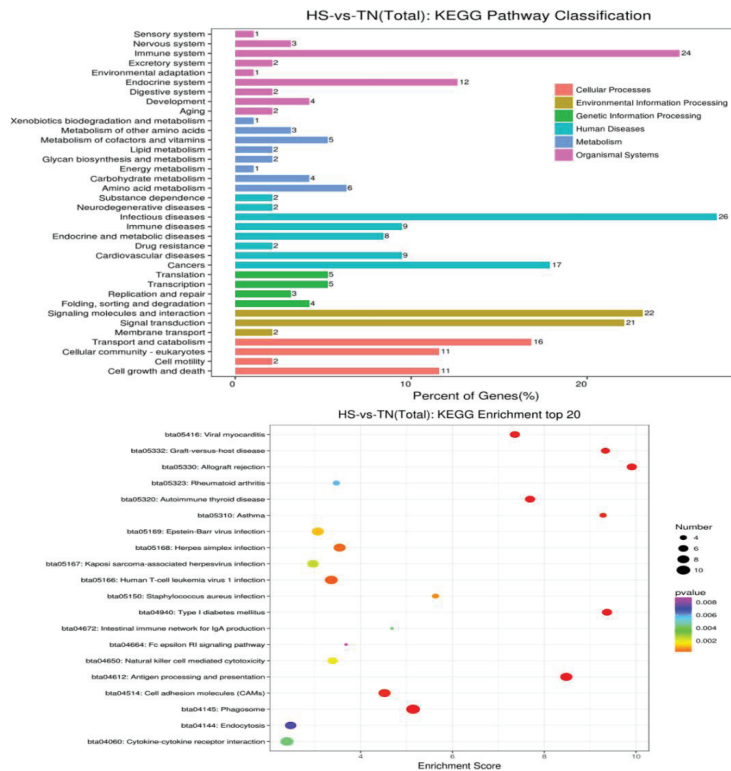 HS-vs-TN(Total): KEGG Pathway Classification
Sensory system 1
Nervous system 3
Immune system 24
Excretory system 2
Environmental adaptation 1
Endocrine system 12
Digestive system 2
Development 4
Aging 2
Xenobiotics biodegradation and metabolism 1
Metabolism of other amino acids 3
Metabolism of cofactors and vitamins 5
Lipid metabolism 2
Glycan biosynthesis and metabolism 2
Energy metabolism 1
Carbohydrate metabolism 4
Amino acid metabolism 6
Substance dependence 2
Neurodegenerative diseases 2
Infectious diseases 26
Immune diseases 9
Endocrine and metabolic diseases 8
Drug resistance 2
Cardiovascular diseases 9
Cancers 17
Translation 5
Transcription 5
Replication and repair 3
Folding, sorting and degradation 4
Signaling molecules and interaction 22
Signal transduction 21
Membrane transport 2
Transport and catabolism 16
Cellular community - eukaryotes 11
Cell motility 2
Cell growth and death 11
0 10 20
Percent of Genes(%)
Cellular Processes
Environmental Information Processing
Genetic Information Processing
Human Diseases
Metabolism
Organismal Systems
HS-vs-TN(Total): KEGG Enrichment top 20
bta05416: Viral myocarditis
bta05332: Graft-versus-host disease
bta05330: Allograft rejection
bta05323: Rheumatoid arthritis
bta05320: Autoimmune thyroid disease
bta05310: Asthma
bta05169: Epstein-Barr virus infection
bta05168: Herpes simplex infection
bta05167: Kaposi sarcoma-associated herpesvirus infection
bta05166: Human T-cell leukemia virus 1 infection
bta05150: Staphylococcus aureus infection
bta04940: Type I diabetes mellitus
bta04672: Intestinal immune network for IgA production
bta04664: Fc epsilon RI signaling pathway
bta04650: Natural killer cell mediated cytotoxicity
bta04612: Antigen processing and presentation
bta04514: Cell adhesion molecules (CAMs)
bta04145: Phagosome
bta04144: Endocytosis
bta04060: Cytokine-cytokine receptor interaction
4 6 8 10
Enrichment Score
Number
4
6
8
10
pvalue
0.008
0.006
0.004
0.002